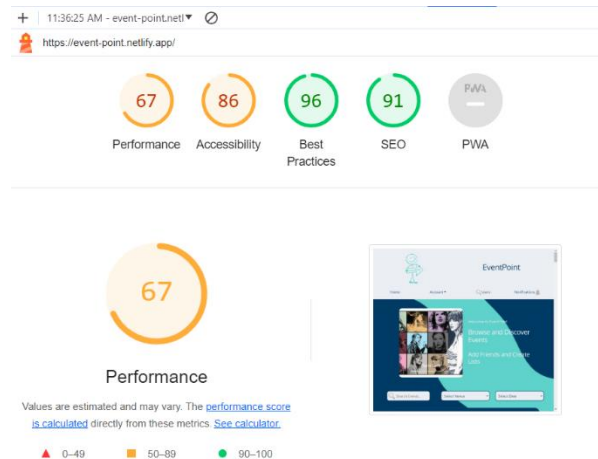 11:36:25 AM - event-point.netl
https://event-point.netlify.app/
67
86
96
91
PWA
Performance
Accessibility
Best
Practices
SEO
PWA
67
Performance
Values are estimated and may vary. The performance score
is calculated directly from these metrics. See calculator.
0–49
50–89
90–100
EventPoint
Browse and Discover
Events
Add Friends and Create
Lists